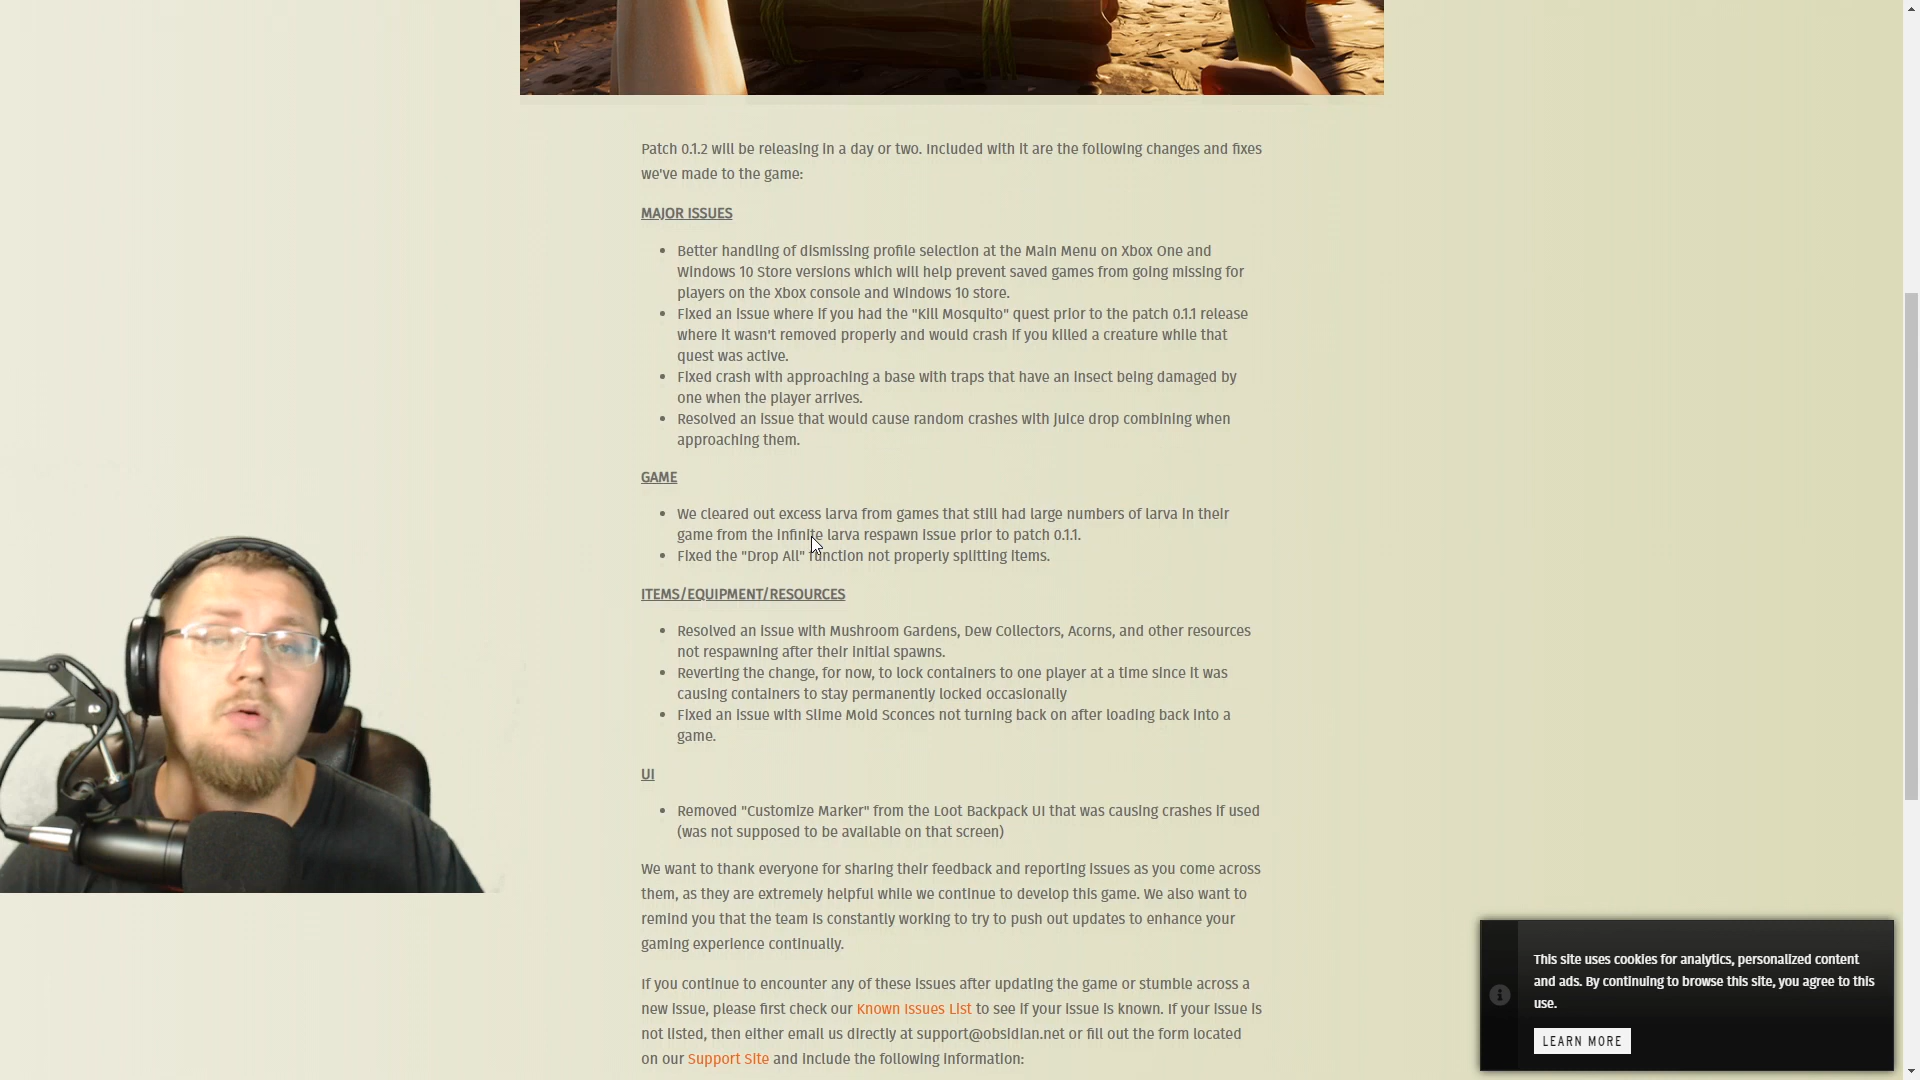 Patch 0.1.2 will be releasing in a day or two. Included with it are the following changes and fixes
we've made to the game:
MAJOR ISSUES
Better handling of dismissing profile selection at the Main Menu on Xbox One and
Windows 10 Store versions which will help prevent saved games from going missing for
players on the Xbox console and Windows 10 store.
Fixed an issue where if you had the "Kill Mosquito" quest prior to the patch 0.1.1 release
where it wasn't removed properly and would crash if you killed a creature while that
quest was active.
Fixed crash with approaching a base with traps that have an insect being damaged by
one when the player arrives.
Resolved an issue that would cause random crashes with juice drop combining when
approaching them.
GAME
We cleared out excess larva from games that still had large numbers of larva in their
game from the infinite larva respawn issue prior to patch 0.1.1.
Fixed the "Drop All" function not properly splitting items.
ITEMS/EQUIPMENT/RESOURCES
Resolved an issue with Mushroom Gardens, Dew Collectors, Acorns, and other resources
not respawning after their initial spawns.
Reverting the change, for now, to lock containers to one player at a time since it was
causing containers to stay permanently locked occasionally
Fixed an issue with Slime Mold Sconces not turning back on after loading back into a
game.
UI
Removed "Customize Marker" from the Loot Backpack UI that was causing crashes if used
(was not supposed to be available on that screen)
We want to thank everyone for sharing their feedback and reporting issues as you come across
them, as they are extremely helpful while we continue to develop this game. We also want to
remind you that the team is constantly working to try to push out updates to enhance your
gaming experience continually.
If you continue to encounter any of these issues after updating the game or stumble across a
new issue, please first check our Known Issues List to see if your issue is known. If your issue is
not listed, then either email us directly at support@obsidian.net or fill out the form located
on our Support Site and include the following information:
This site uses cookies for analytics, personalized content
and ads. By continuing to browse this site, you agree to this
use.
LEARN MORE